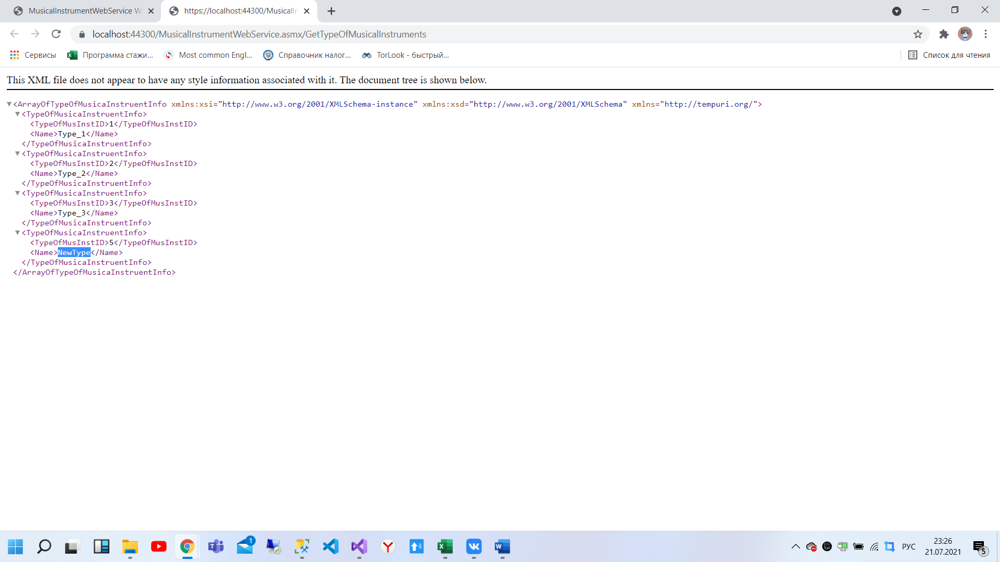 MusicalInstrumentWebService We
https://localhost:44300/MusicalIn
localhost:44300/MusicalInstrumentWebService.asmx/GetTypeOfMusicalInstruments
Сервисы
Программа стажи...
Most common Engl...
Справочник налог...
TorLook - быстрый...
Список для чтения
This XML file does not appear to have any style information associated with it. The document tree is shown below.
▼<ArrayOfTypeOfMusicaInstruentInfo xmlns:xsi="http://www.w3.org/2001/XMLSchema-instance" xmlns:xsd="http://www.w3.org/2001/XMLSchema" xmlns="http://tempuri.org/">
▼<TypeOfMusicaInstruentInfo>
<TypeOfMusInstID>1</TypeOfMusInstID>
<Name>Type_1</Name>
</TypeOfMusicaInstruentInfo>
▼<TypeOfMusicaInstruentInfo>
<TypeOfMusInstID>2</TypeOfMusInstID>
<Name>Type_2</Name>
</TypeOfMusicaInstruentInfo>
▼<TypeOfMusicaInstruentInfo>
<TypeOfMusInstID>3</TypeOfMusInstID>
<Name>Type_3</Name>
</TypeOfMusicaInstruentInfo>
▼<TypeOfMusicaInstruentInfo>
<TypeOfMusInstID>5</TypeOfMusInstID>
<Name>NewType</Name>
</TypeOfMusicaInstruentInfo>
</ArrayOfTypeOfMusicaInstruentInfo>
1
РУС
23:26
21.07.2021
5